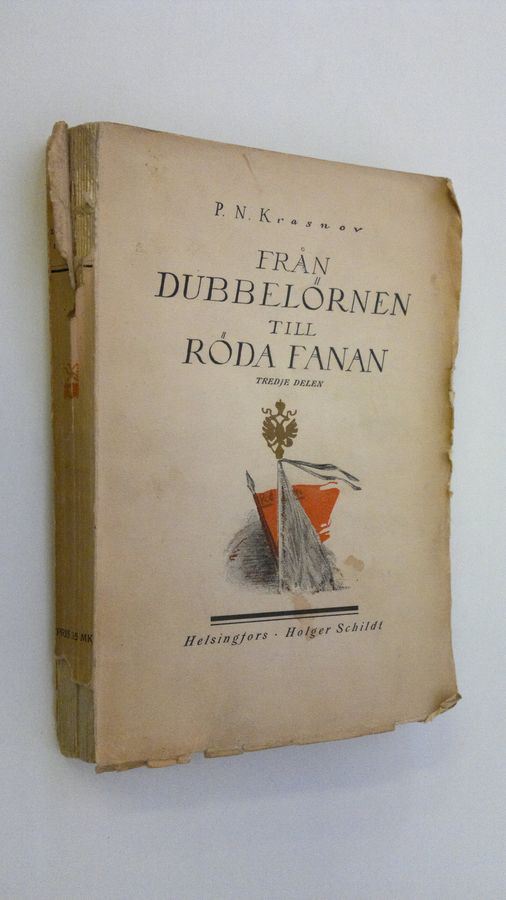 P. N. Krasnov
FRÅN
DUBBELÖRNEN
TILL
RÖDA FANAN
TREDJE DELEN
Helsingfors · Holger Schildt